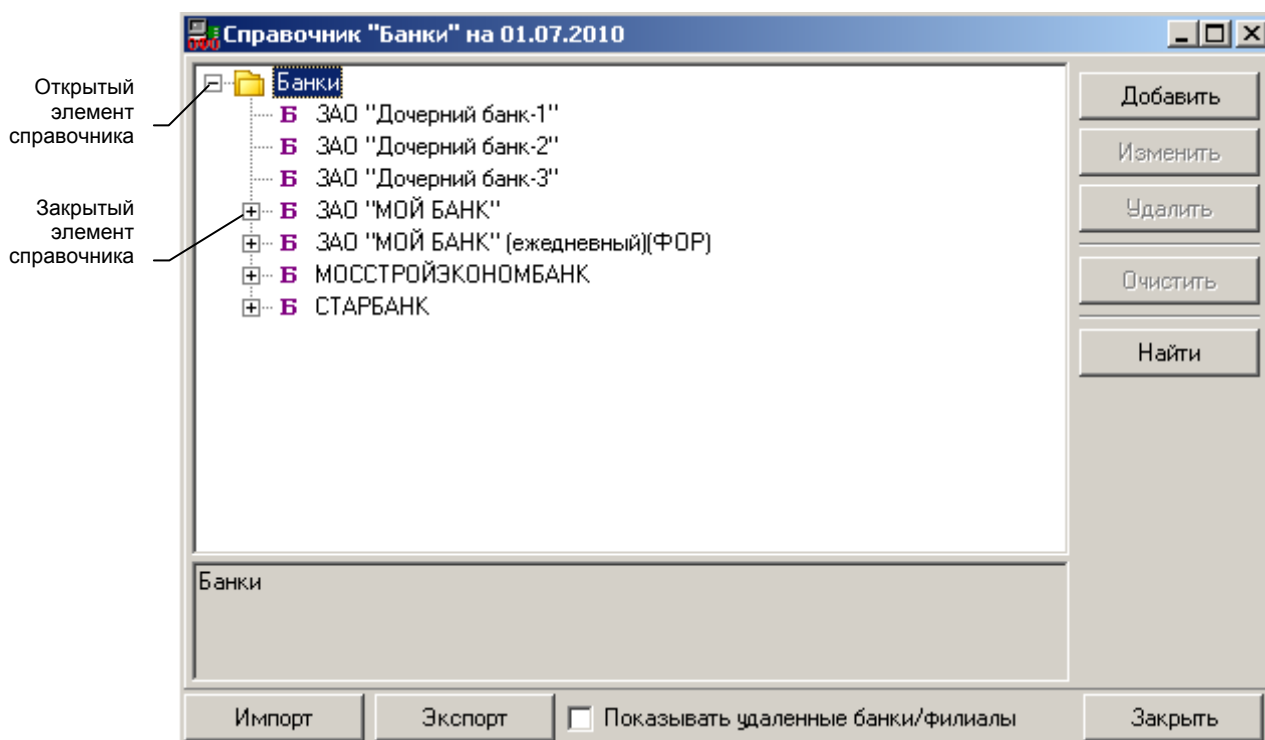 Справочник "Банки" на 01.07.2010
Открытый
элемент
справочника
Закрытый
элемент
справочника
Банки
ЗАО "Дочерний банк-1"
ЗАО "Дочерний банк-2"
ЗАО "Дочерний банк-3"
ЗАО "МОЙ БАНК"
ЗАО "МОЙ БАНК" (ежедневный)(ФОР)
МОССТРОЙЭКОНОМБАНК
СТАРБАНК
Добавить
Изменить
Удалить
Очистить
Найти
Банки
Импорт
Экспорт
Показывать удаленные банки/филиалы
Закрыть